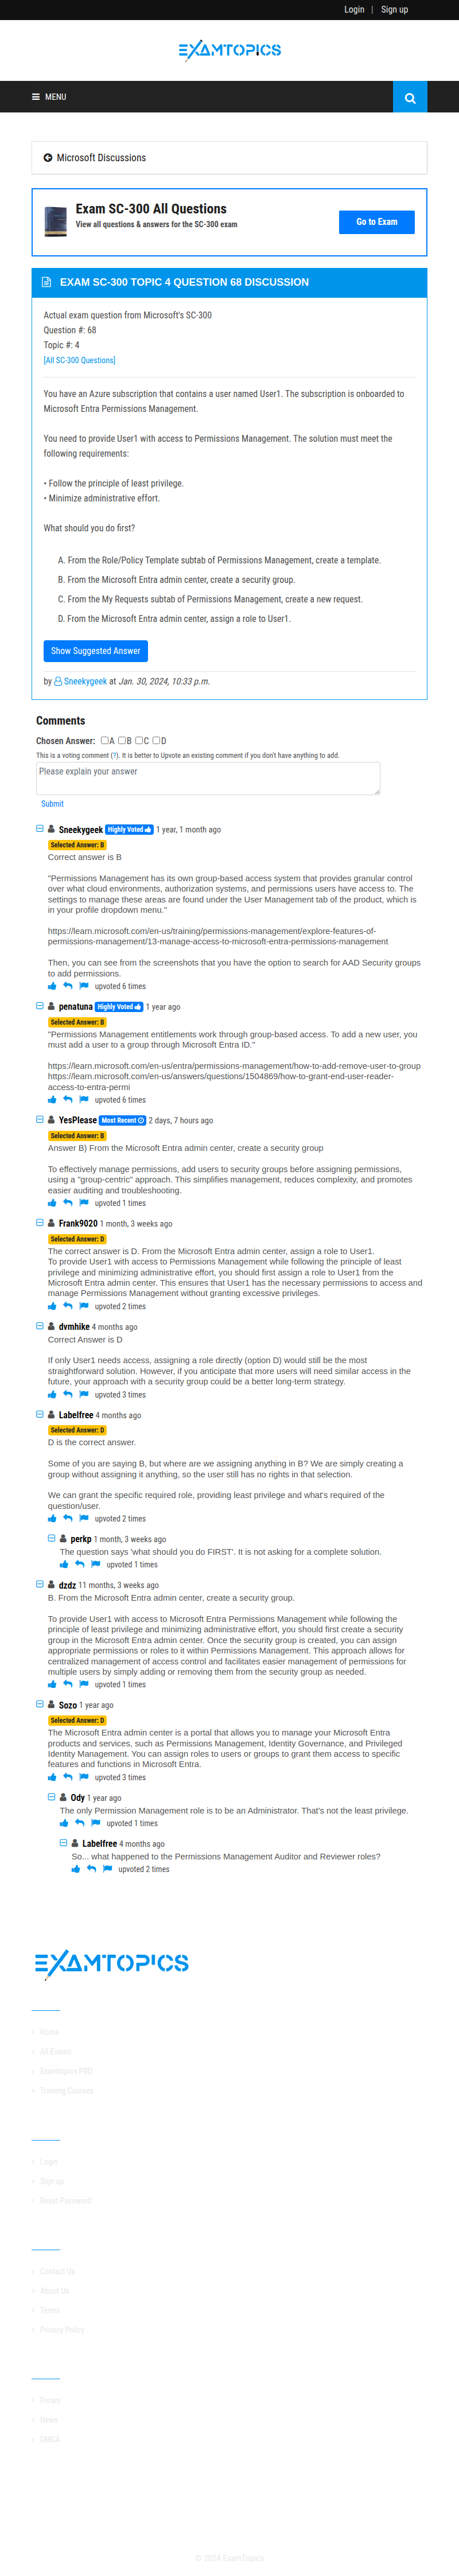 Login | Sign up
EXAMTOPICS
MENU
Microsoft Discussions
Exam SC-300 All Questions
View all questions & answers for the SC-300 exam
Go to Exam
EXAM SC-300 TOPIC 4 QUESTION 68 DISCUSSION
Actual exam question from Microsoft's SC-300
Question #: 68
Topic #: 4
[All SC-300 Questions]
You have an Azure subscription that contains a user named User1. The subscription is onboarded to
Microsoft Entra Permissions Management.
You need to provide User1 with access to Permissions Management. The solution must meet the
following requirements:
• Follow the principle of least privilege.
• Minimize administrative effort.
What should you do first?
A. From the Role/Policy Template subtab of Permissions Management, create a template.
B. From the Microsoft Entra admin center, create a security group.
C. From the My Requests subtab of Permissions Management, create a new request.
D. From the Microsoft Entra admin center, assign a role to User1.
Show Suggested Answer
by Sneekygeek at Jan. 30, 2024, 10:33 p.m.
Comments
Chosen Answer: A B C D
This is a voting comment (?). It is better to Upvote an existing comment if you don't have anything to add.
Please explain your answer
Submit
Sneekygeek Highly Voted 1 year, 1 month ago
Selected Answer: B
Correct answer is B
"Permissions Management has its own group-based access system that provides granular control
over what cloud environments, authorization systems, and permissions users have access to. The
settings to manage these areas are found under the User Management tab of the product, which is
in your profile dropdown menu."
https://learn.microsoft.com/en-us/training/permissions-management/explore-features-of-
permissions-management/13-manage-access-to-microsoft-entra-permissions-management
Then, you can see from the screenshots that you have the option to search for AAD Security groups
to add permissions.
upvoted 6 times
penatuna Highly Voted 1 year ago
Selected Answer: B
"Permissions Management entitlements work through group-based access. To add a new user, you
must add a user to a group through Microsoft Entra ID."
https://learn.microsoft.com/en-us/entra/permissions-management/how-to-add-remove-user-to-group
https://learn.microsoft.com/en-us/answers/questions/1504869/how-to-grant-end-user-reader-
access-to-entra-permi
upvoted 6 times
YesPlease Most Recent 2 days, 7 hours ago
Selected Answer: B
Answer B) From the Microsoft Entra admin center, create a security group
To effectively manage permissions, add users to security groups before assigning permissions,
using a "group-centric" approach. This simplifies management, reduces complexity, and promotes
easier auditing and troubleshooting.
upvoted 1 times
Frank9020 1 month, 3 weeks ago
Selected Answer: D
The correct answer is D. From the Microsoft Entra admin center, assign a role to User1.
To provide User1 with access to Permissions Management while following the principle of least
privilege and minimizing administrative effort, you should first assign a role to User1 from the
Microsoft Entra admin center. This ensures that User1 has the necessary permissions to access and
manage Permissions Management without granting excessive privileges.
upvoted 2 times
dvmhike 4 months ago
Correct Answer is D
If only User1 needs access, assigning a role directly (option D) would still be the most
straightforward solution. However, if you anticipate that more users will need similar access in the
future, your approach with a security group could be a better long-term strategy.
upvoted 3 times
Labelfree 4 months ago
Selected Answer: D
D is the correct answer.
Some of you are saying B, but where are we assigning anything in B? We are simply creating a
group without assigning it anything, so the user still has no rights in that selection.
We can grant the specific required role, providing least privilege and what's required of the
question/user.
upvoted 2 times
perkp 1 month, 3 weeks ago
The question says 'what should you do FIRST'. It is not asking for a complete solution.
upvoted 1 times
dzdz 11 months, 3 weeks ago
B. From the Microsoft Entra admin center, create a security group.
To provide User1 with access to Microsoft Entra Permissions Management while following the
principle of least privilege and minimizing administrative effort, you should first create a security
group in the Microsoft Entra admin center. Once the security group is created, you can assign
appropriate permissions or roles to it within Permissions Management. This approach allows for
centralized management of access control and facilitates easier management of permissions for
multiple users by simply adding or removing them from the security group as needed.
upvoted 1 times
Sozo 1 year ago
Selected Answer: D
The Microsoft Entra admin center is a portal that allows you to manage your Microsoft Entra
products and services, such as Permissions Management, Identity Governance, and Privileged
Identity Management. You can assign roles to users or groups to grant them access to specific
features and functions in Microsoft Entra.
upvoted 3 times
Ody 1 year ago
The only Permission Management role is to be an Administrator. That's not the least privilege.
upvoted 1 times
Labelfree 4 months ago
So... what happened to the Permissions Management Auditor and Reviewer roles?
upvoted 2 times
EXAMTOPICS
Home
All Exams
Examtopics PRO
Training Courses
Login
Sign up
Reset Password
Contact Us
About Us
Terms
Privacy Policy
Forum
News
DMCA
© 2024 ExamTopics